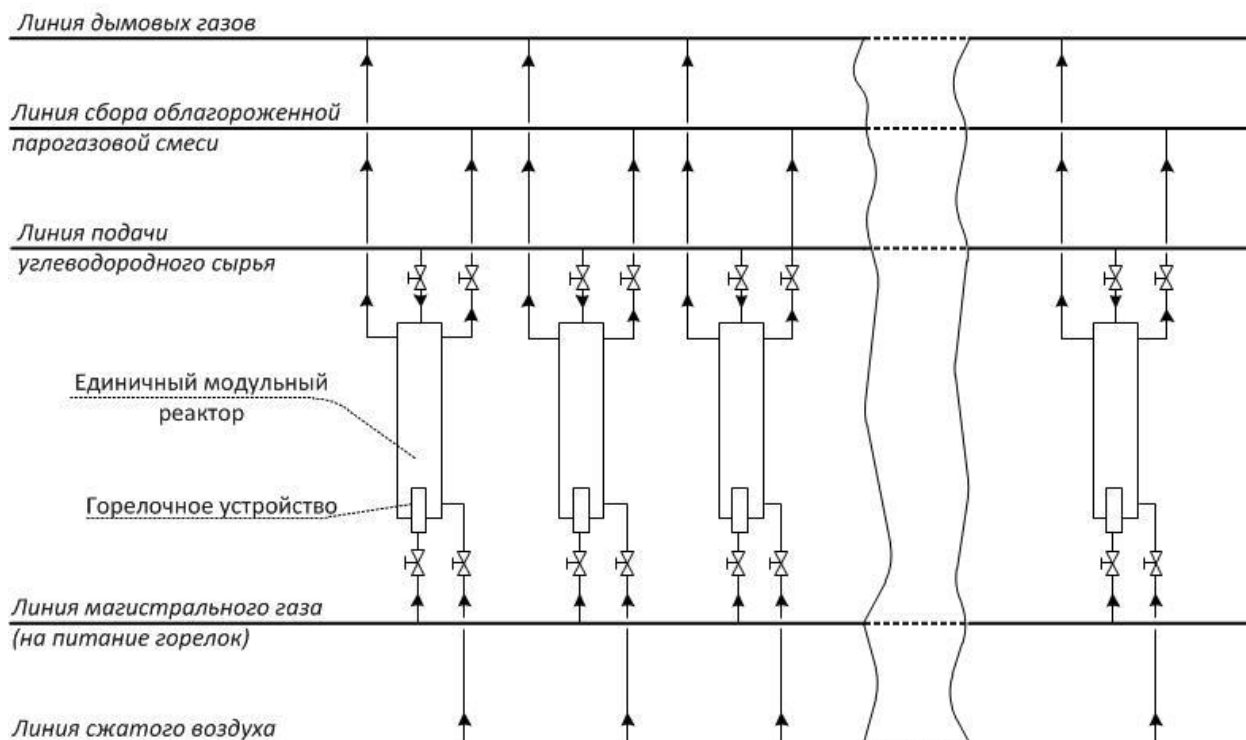 Линия дымовых газов
Линия сбора облагороженной
парогазовой смеси
Линия подачи
углеводородного сырья
Единичный модульный
реактор
Горелочное устройство
Линия магистрального газа
(на питание горелок)
Линия сжатого воздуха